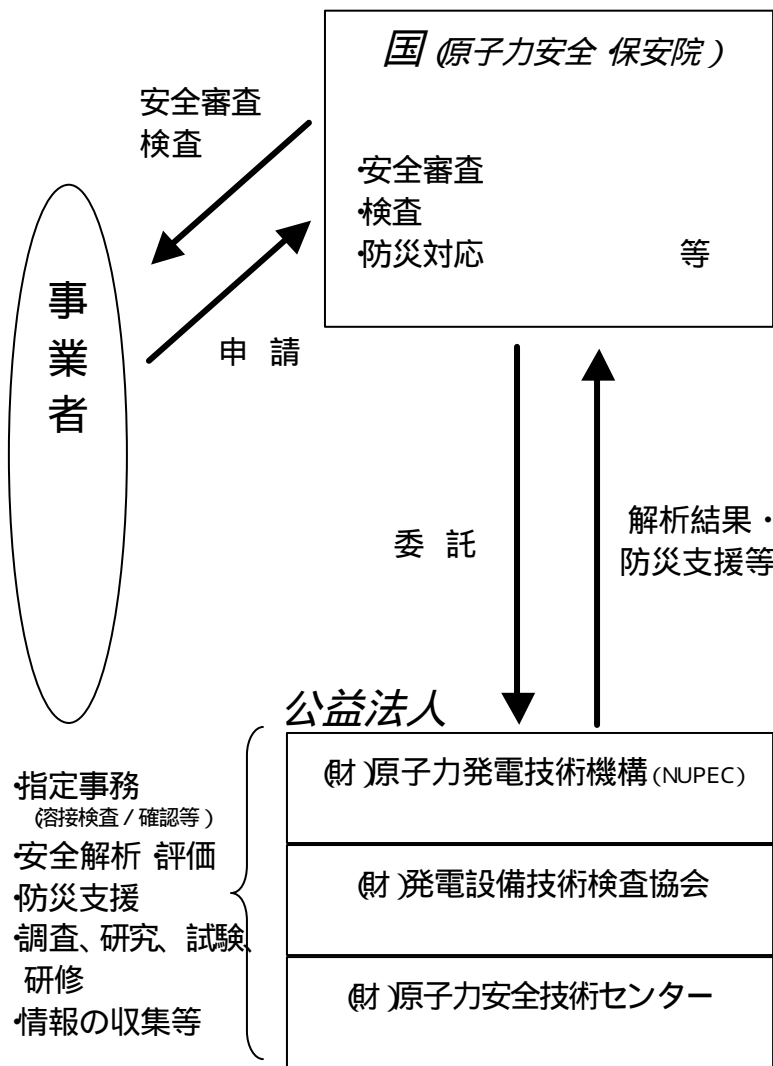 国(原子力安全・保安院)
安全審査
検査
・安全審査
・検査
・防災対応 等
事業者
申 請
委 託
解析結果・
防災支援等
公益法人
(財)原子力発電技術機構(NUPEC)
(財)発電設備技術検査協会
(財)原子力安全技術センター
・指定事務
(溶接検査/確認等)
・安全解析・評価
・防災支援
・調査、研究、試験、
研修
・情報の収集等